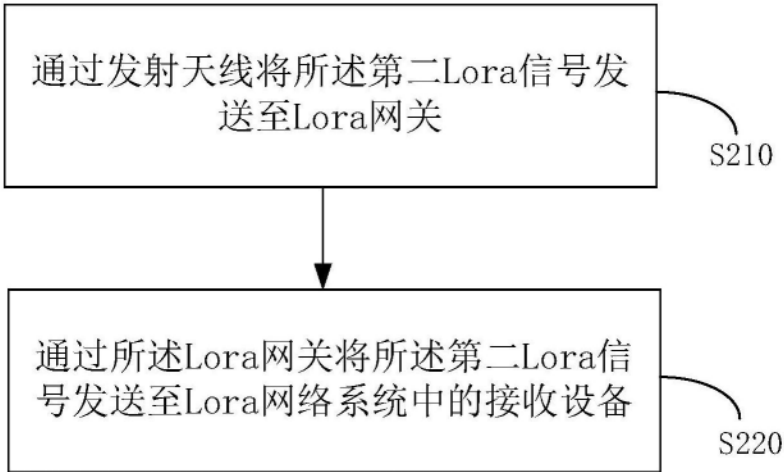 通过发射天线将所述第二Lora信号发
送至Lora网关
S210
通过所述Lora网关将所述第二Lora信
号发送至Lora网络系统中的接收设备
S220